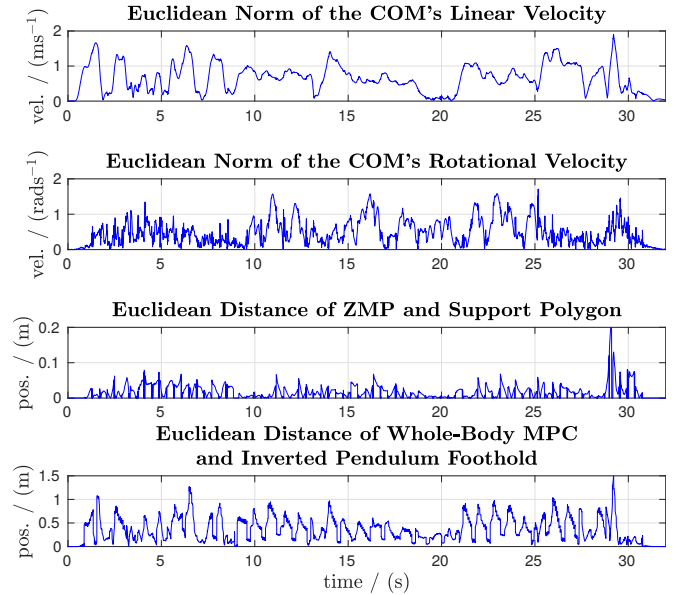 Euclidean Norm of the COM's Linear Velocity
vel. / (ms⁻¹)
2
1
0
0 5 10 15 20 25 30
Euclidean Norm of the COM's Rotational Velocity
vel. / (rads⁻¹)
2
1
0
0 5 10 15 20 25 30
Euclidean Distance of ZMP and Support Polygon
pos. / (m)
0.2
0.1
0
0 5 10 15 20 25 30
Euclidean Distance of Whole-Body MPC
and Inverted Pendulum Foothold
pos. / (m)
1.5
1
0.5
0
0 5 10 15 20 25 30
time / (s)